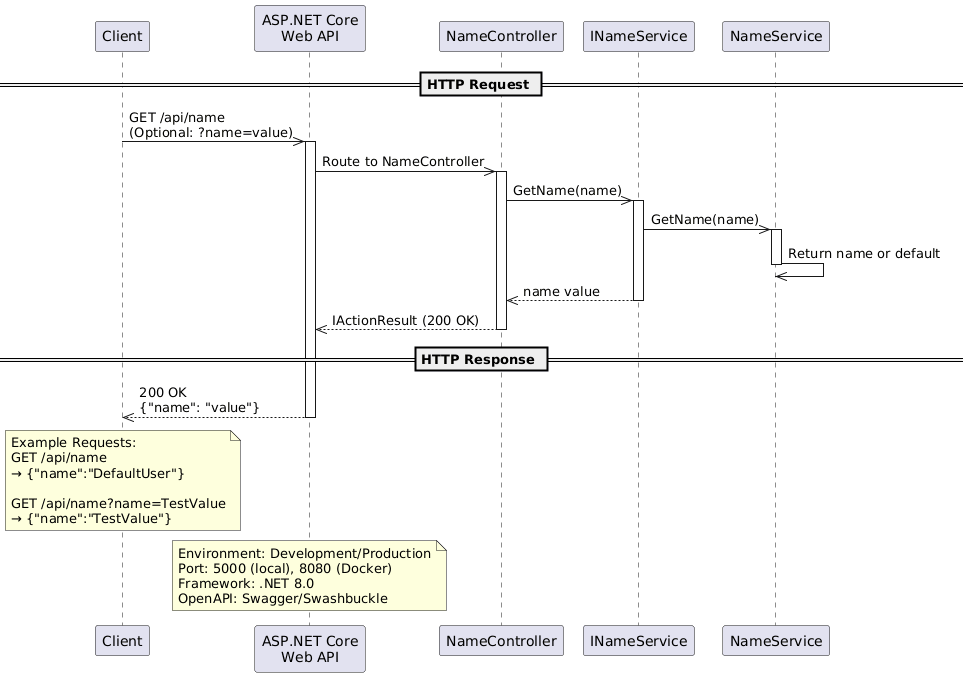 Client
ASP.NET Core
Web API
NameController
INameService
NameService
HTTP Request
GET /api/name
(Optional: ?name=value)
Route to NameController
GetName(name)
GetName(name)
Return name or default
name value
IActionResult (200 OK)
HTTP Response
200 OK
{"name": "value"}
Example Requests:
GET /api/name
→ {"name":"DefaultUser"}
GET /api/name?name=TestValue
→ {"name":"TestValue"}
Environment: Development/Production
Port: 5000 (local), 8080 (Docker)
Framework: .NET 8.0
OpenAPI: Swagger/Swashbuckle
Client
ASP.NET Core
Web API
NameController
INameService
NameService